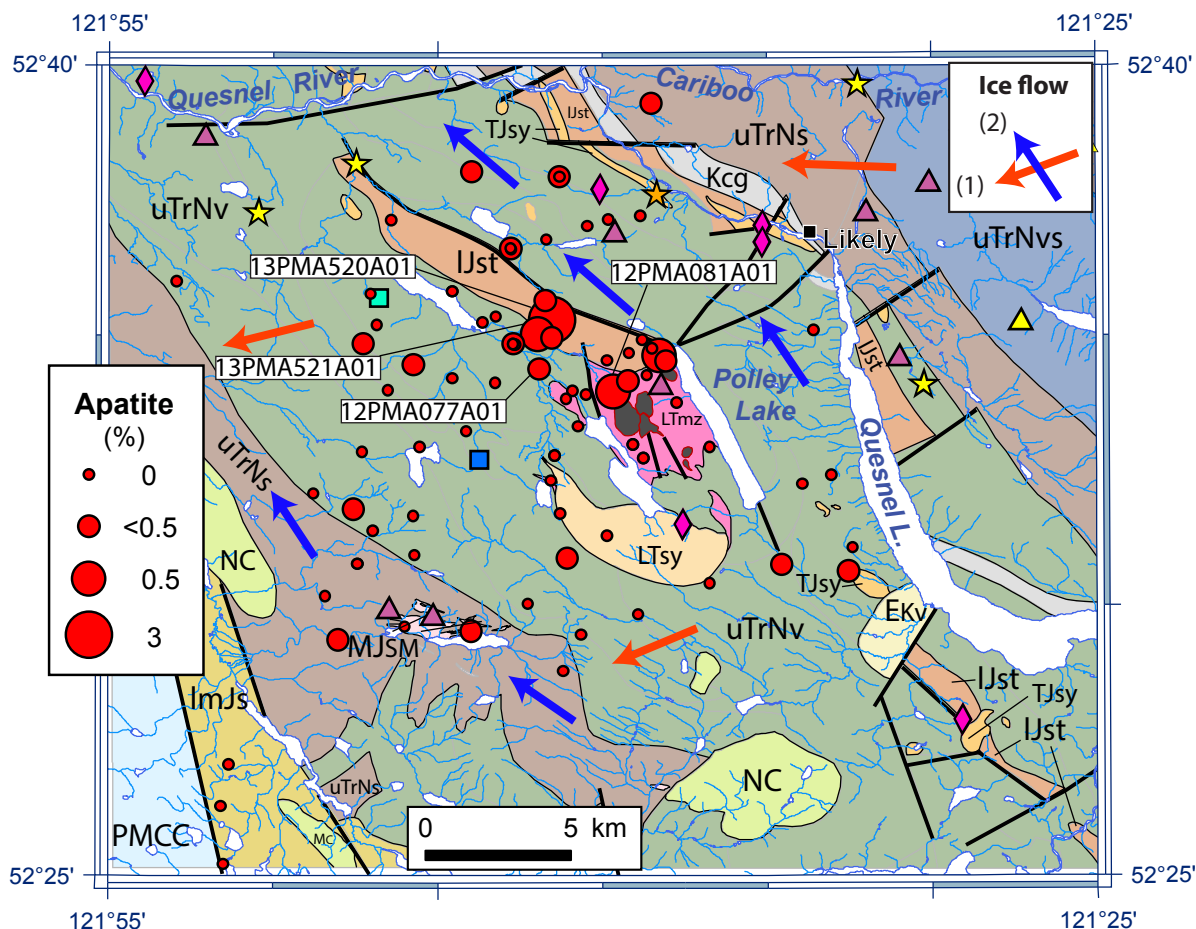 121°55'
121°25'
52°40'
52°40'
Quesnel River
Cariboo
River
Ice flow
(2)
(1)
lJst
TJsy
uTrNs
Kcg
uTrNv
uTrNvs
Likely
13PMA520A01
lJst
12PMA081A01
13PMA521A01
lJst
Polley
Lake
12PMA077A01
LTmz
Apatite
(%)
0
<0.5
0.5
3
uTrNs
Quesnel L.
NC
LTsy
TJsy
EKv
uTrNv
MJSM
lJst
TJsy
lJst
lmJs
NC
uTrNs
PMCC
Mc
0 5 km
52°25'
52°25'
121°55'
121°25'